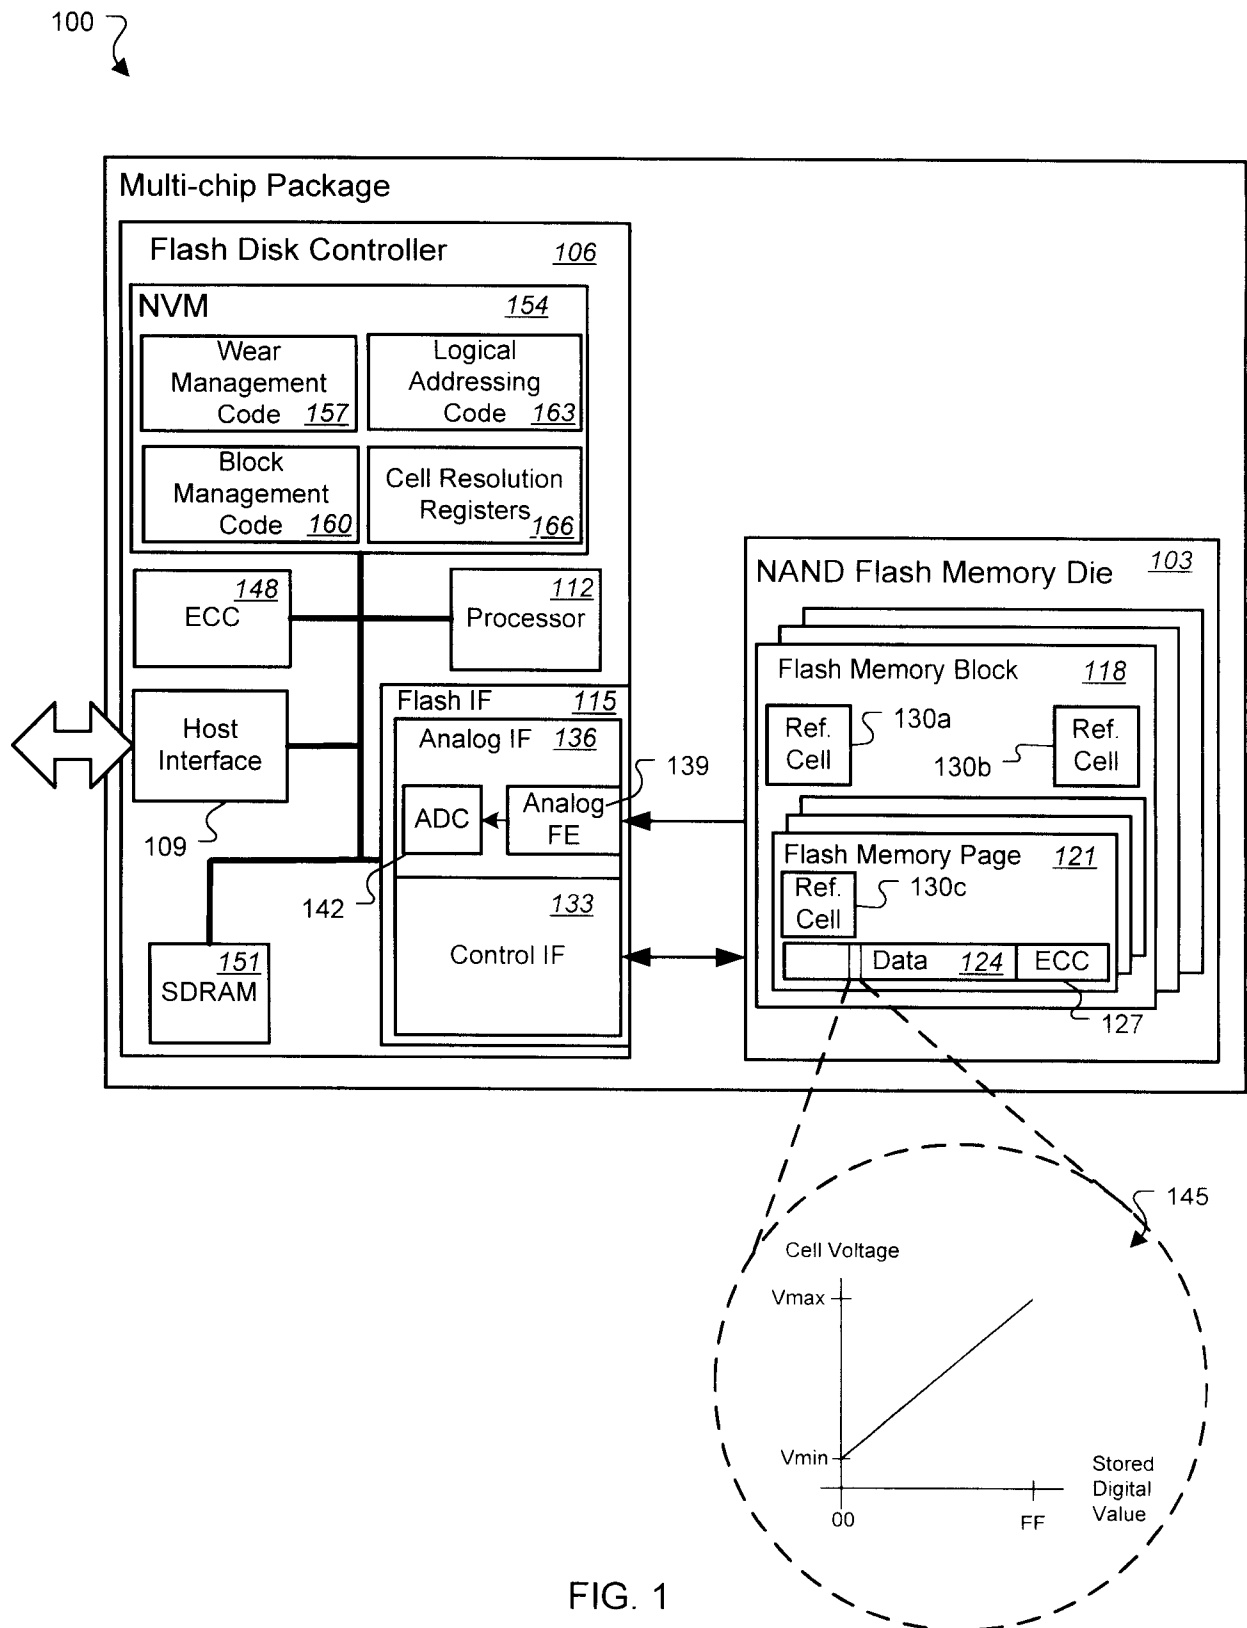 100
Multi-chip Package
Flash Disk Controller 106
NVM 154
Wear
Management
Code 157
Logical
Addressing
Code 163
Block
Management
Code 160
Cell Resolution
Registers 166
148
ECC
112
Processor
Host
Interface
109
Flash IF 115
Analog IF 136
ADC
Analog
FE
139
142
133
Control IF
151
SDRAM
NAND Flash Memory Die 103
Flash Memory Block 118
Ref.
Cell
130a
130b
Ref.
Cell
Flash Memory Page 121
Ref.
Cell
130c
Data 124 ECC
127
145
Cell Voltage
Vmax
Vmin
00
FF
Stored
Digital
Value
FIG. 1